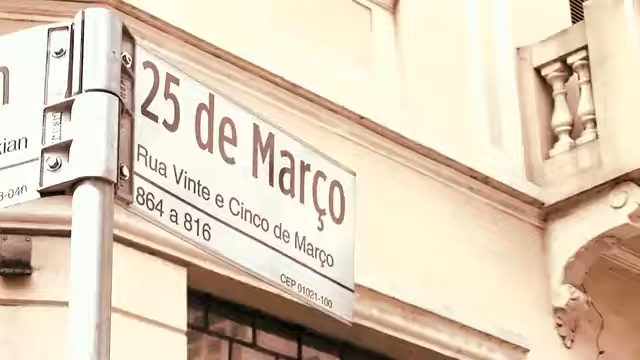 25 de Março
Rua Vinte e Cinco de Março
864 a 816
CEP 01021-100